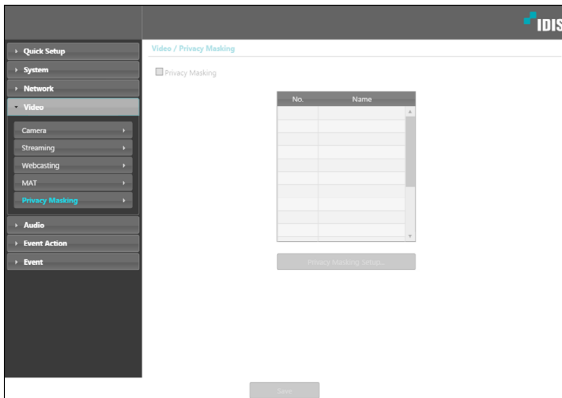 IDIS
Quick Setup
System
Network
Video
Camera
Streaming
Webcasting
MAT
Privacy Masking
Audio
Event Action
Event
Video / Privacy Masking
Privacy Masking
No. Name
Privacy Masking Setup...
Save